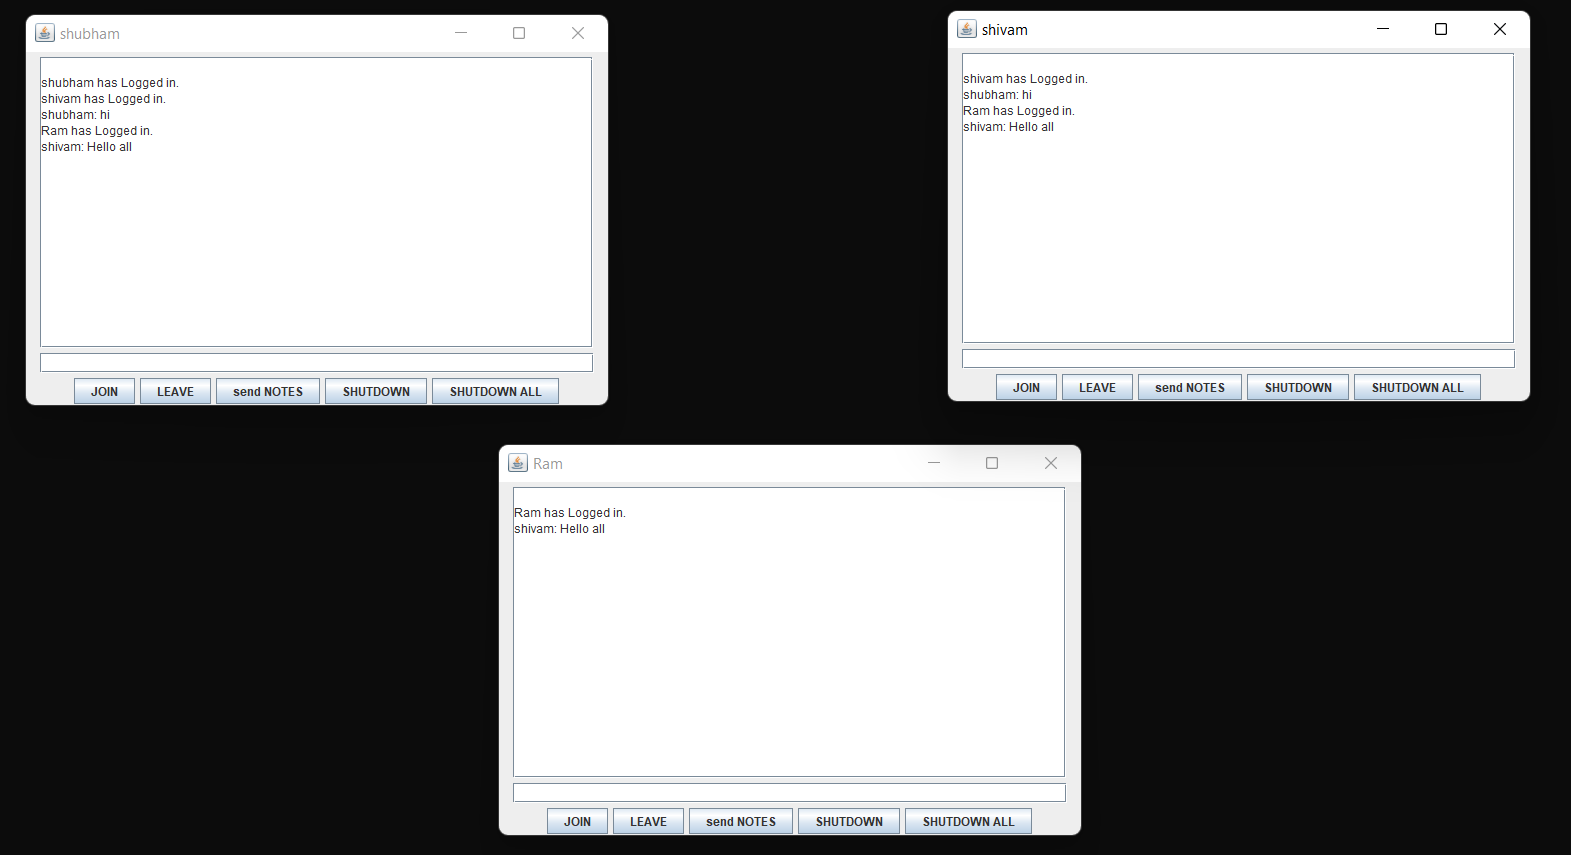 shubham
shubham has Logged in.
shivam has Logged in.
shubham: hi
Ram has Logged in.
shivam: Hello all
JOIN LEAVE send NOTES SHUTDOWN SHUTDOWN ALL
shivam
shivam has Logged in.
shubham: hi
Ram has Logged in.
shivam: Hello all
JOIN LEAVE send NOTES SHUTDOWN SHUTDOWN ALL
Ram
Ram has Logged in.
shivam: Hello all
JOIN LEAVE send NOTES SHUTDOWN SHUTDOWN ALL